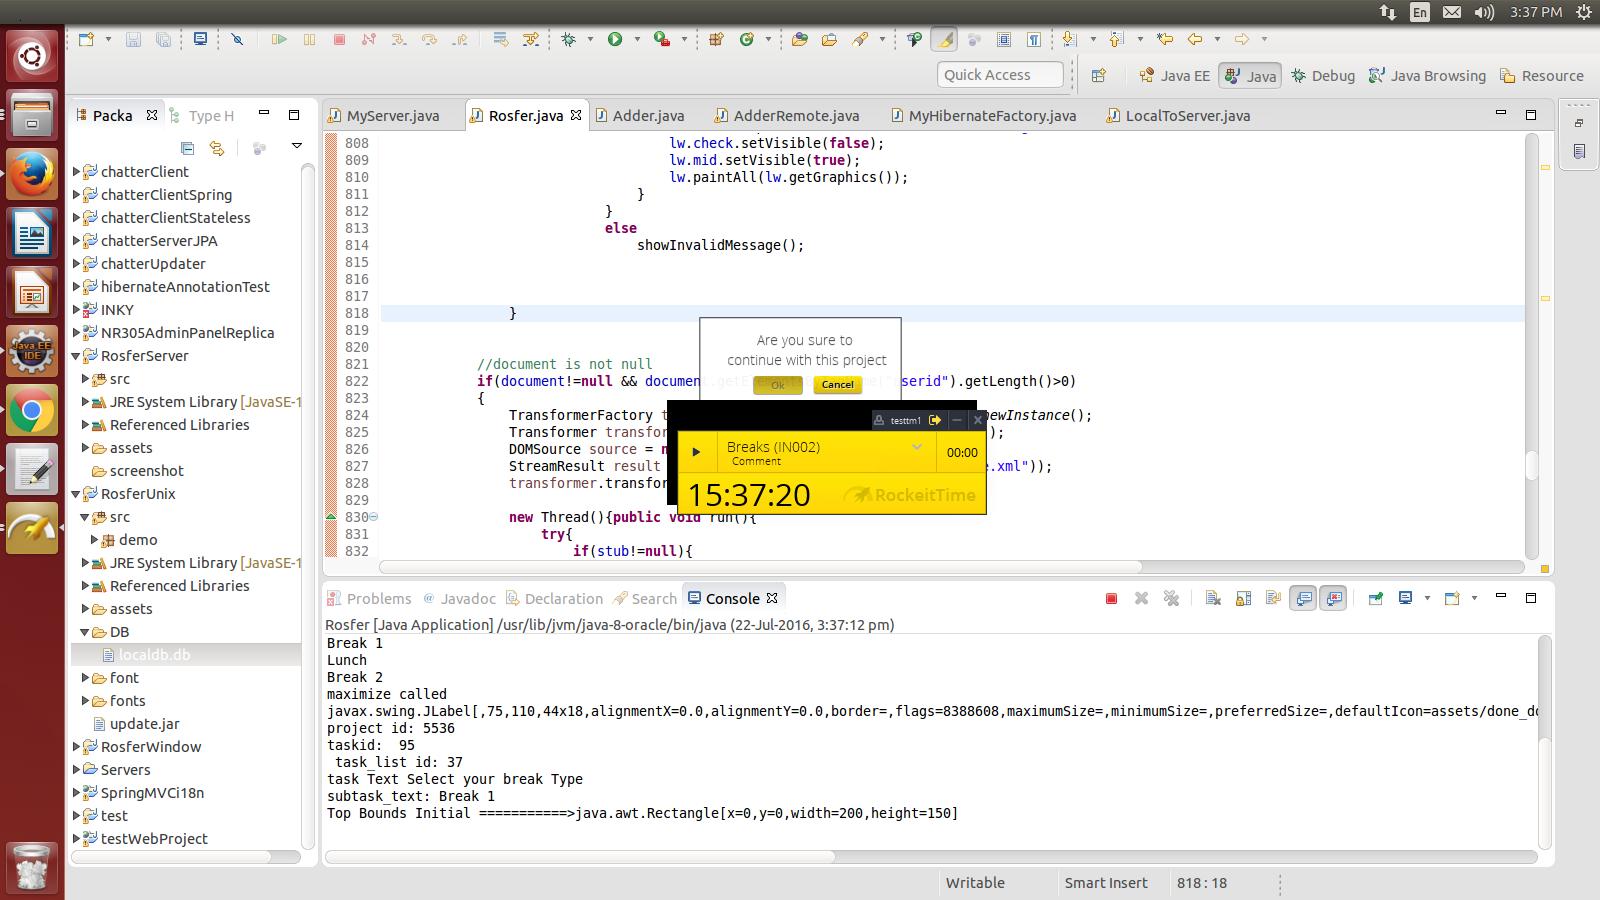 En
3:37 PM
Quick Access
Java EE
Java
Debug
Java Browsing
Resource
Packa
Type H
MyServer.java
Rosfer.java
Adder.java
AdderRemote.java
MyHibernateFactory.java
LocalToServer.java
chatterClient
chatterClientSpring
chatterClientStateless
chatterServerJPA
chatterUpdater
hibernateAnnotationTest
INKY
NR305AdminPanelReplica
RosferServer
src
JRE System Library [JavaSE-1
Referenced Libraries
assets
screenshot
RosferUnix
src
demo
JRE System Library [JavaSE-1
Referenced Libraries
assets
DB
localdb.db
font
fonts
update.jar
RosferWindow
Servers
SpringMVCi18n
test
testWebProject
808 lw.check.setVisible(false);
809 lw.mid.setVisible(true);
810 lw.paintAll(lw.getGraphics());
811 }
812 }
813 else
814 showInvalidMessage();
815
816
817
818 }
819
820
821 //document is not null
822 if(document!=null && document serid").getLength()>0)
823 {
824 TransformerFactory newInstance();
825 Transformer transfor );
826 DOMSource source =
827 StreamResult result .xml"));
828 transformer.transfor
829
830 new Thread(){public void run(){
831 try{
832 if(stub!=null){
Are you sure to
continue with this project
Ok
Cancel
testtm1
Breaks (IN002)
Comment
00:00
15:37:20
RockeitTime
Problems
@ Javadoc
Declaration
Search
Console
Rosfer [Java Application] /usr/lib/jvm/java-8-oracle/bin/java (22-Jul-2016, 3:37:12 pm)
Break 1
Lunch
Break 2
maximize called
javax.swing.JLabel[,75,110,44x18,alignmentX=0.0,alignmentY=0.0,border=,flags=8388608,maximumSize=,minimumSize=,preferredSize=,defaultIcon=assets/done_do
project id: 5536
taskid:  95
task_list id: 37
task Text Select your break Type
subtask_text: Break 1
Top Bounds Initial ===========>java.awt.Rectangle[x=0,y=0,width=200,height=150]
Writable
Smart Insert
818 : 18